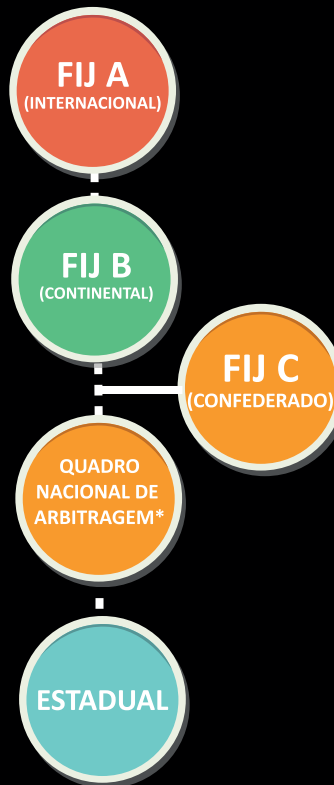 FIJ A
(INTERNACIONAL)
FIJ B
(CONTINENTAL)
FIJ C
(CONFEDERADO)
QUADRO
NACIONAL DE
ARBITRAGEM*
ESTADUAL